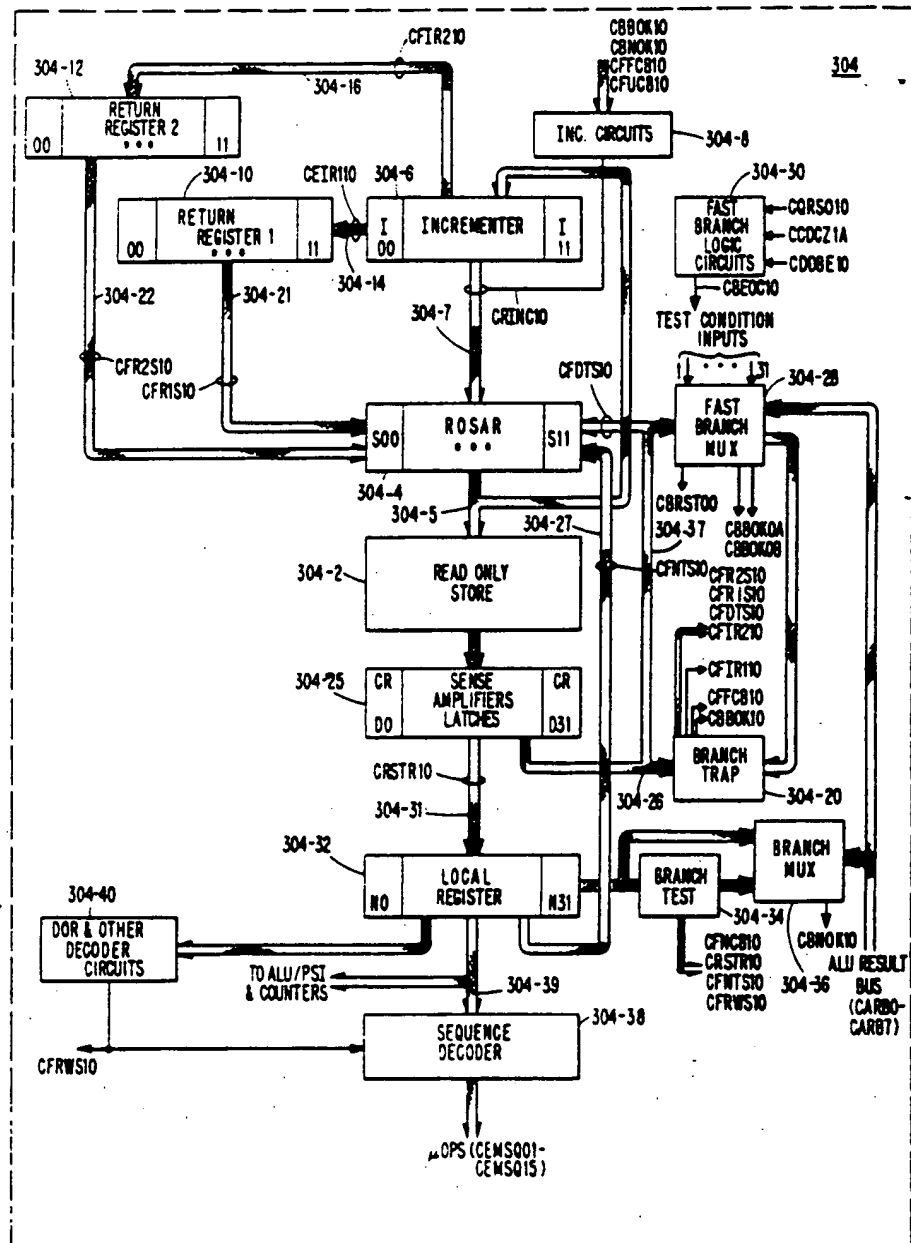 CFIR210
CBBOK10
CBNOK10
CFFCB10
CFUCB10
304
304-12
304-16
RETURN
REGISTER 2
00 ••• 11
INC. CIRCUITS
304-8
304-10
CEIR110
304-6
304-30
RETURN
REGISTER 1
00 ••• 11
I INCREMENTER I
00 11
FAST
BRANCH
LOGIC
CIRCUITS
CQRSO10
CCDCZ1A
CDDBE10
304-14
304-22
304-21
CRINC10
CBEOC10
304-7
TEST CONDITION
INPUTS
1 ••• 31
CFR2S10
CFR1S10
CFDTS10
304-28
S00 ROSAR S11
•••
FAST
BRANCH
MUX
304-4
304-5
304-27
CBRST00
304-37
CBBOK0A
CBBOK0B
304-2
READ ONLY
STORE
CFNTS10
CFR2S10
CFR1S10
CFDTS10
CFIR210
304-25
CR SENSE CR
AMPLIFIERS
D0 LATCHES D31
CFIR110
CFFCB10
CBBOK10
CRSTR10
BRANCH
TRAP
304-26
304-20
304-31
304-32
LOCAL
REGISTER
N0 N31
BRANCH
TEST
BRANCH
MUX
304-40
304-34
DOR & OTHER
DECODER
CIRCUITS
CFNCB10
CRSTR10
CFNTS10
CFRWS10
CBNOK10
304-36
ALU RESULT
BUS
(CARB0-
CARB7)
TO ALU/PSI
& COUNTERS
304-39
304-38
SEQUENCE
DECODER
CFRWS10
μOPS (CEMSQ01-
CEMSQ15)